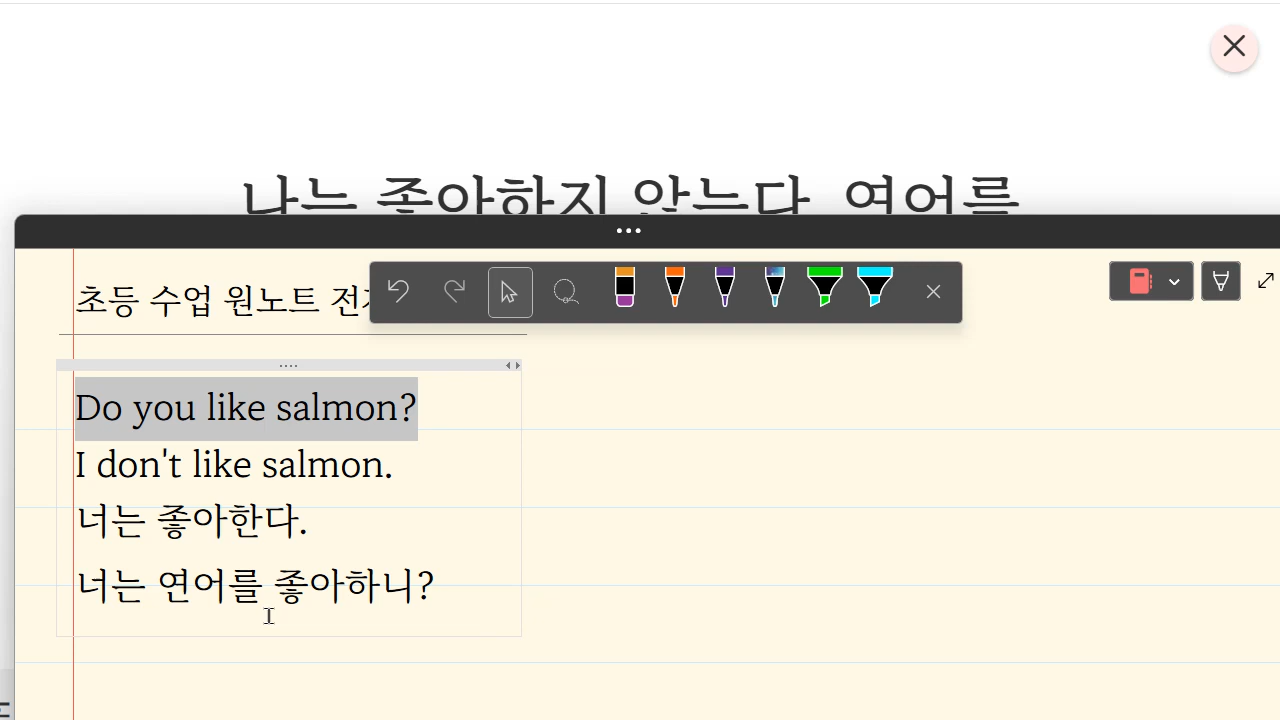 나는 좋아하지 않는다. 연어를
초등 수업 원노트 전자
Do you like salmon?
I don't like salmon.
너는 좋아한다.
너는 연어를 좋아하니?